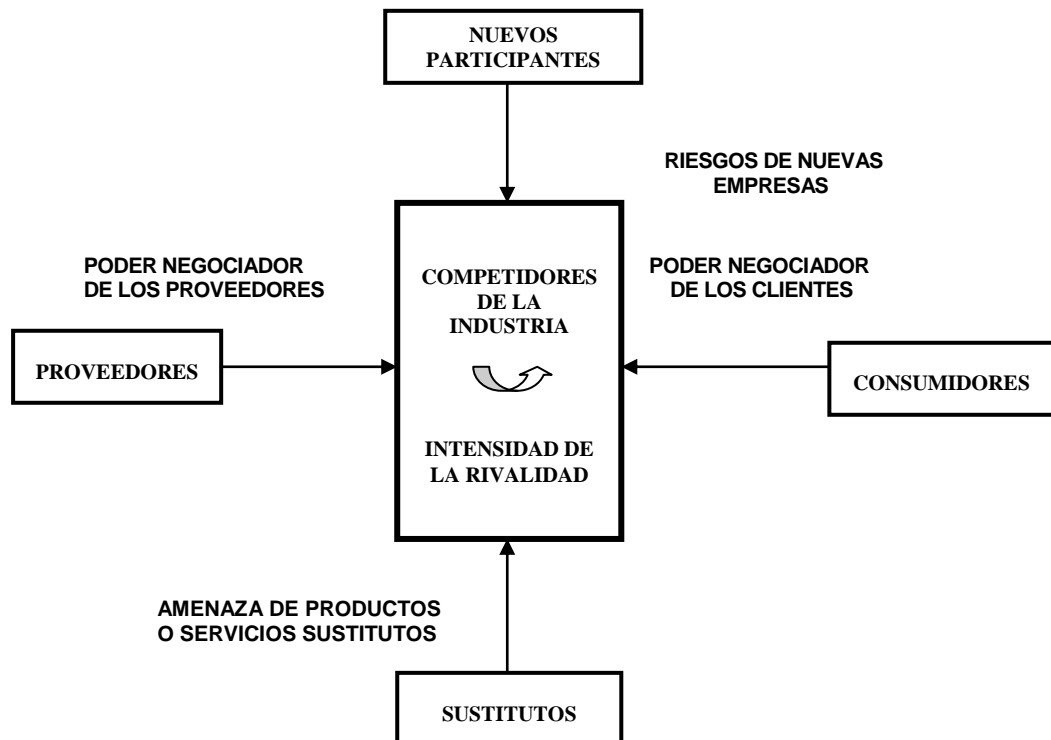 NUEVOS
PARTICIPANTES
RIESGOS DE NUEVAS
EMPRESAS
PODER NEGOCIADOR
DE LOS PROVEEDORES
COMPETIDORES
DE LA
INDUSTRIA
PODER NEGOCIADOR
DE LOS CLIENTES
PROVEEDORES
CONSUMIDORES
INTENSIDAD DE
LA RIVALIDAD
AMENAZA DE PRODUCTOS
O SERVICIOS SUSTITUTOS
SUSTITUTOS